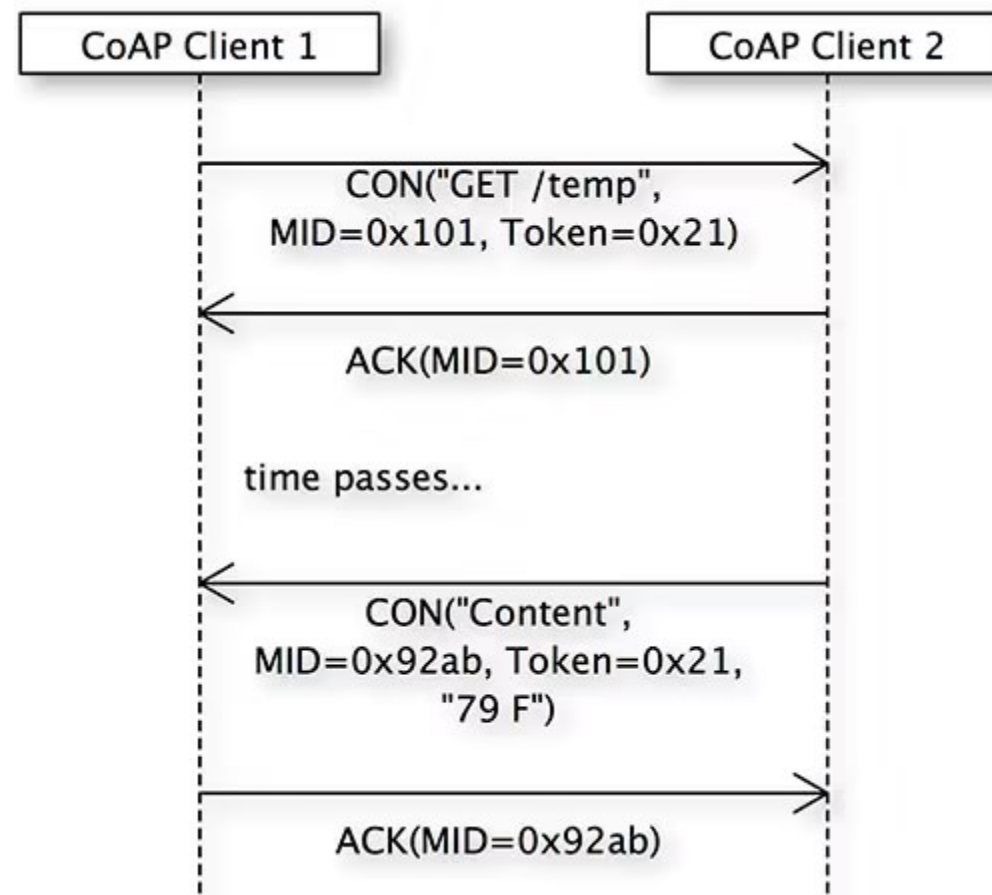 CoAP Client 1
CoAP Client 2
CON("GET /temp",
MID=0x101, Token=0x21)
ACK(MID=0x101)
time passes...
CON("Content",
MID=0x92ab, Token=0x21,
"79 F")
ACK(MID=0x92ab)